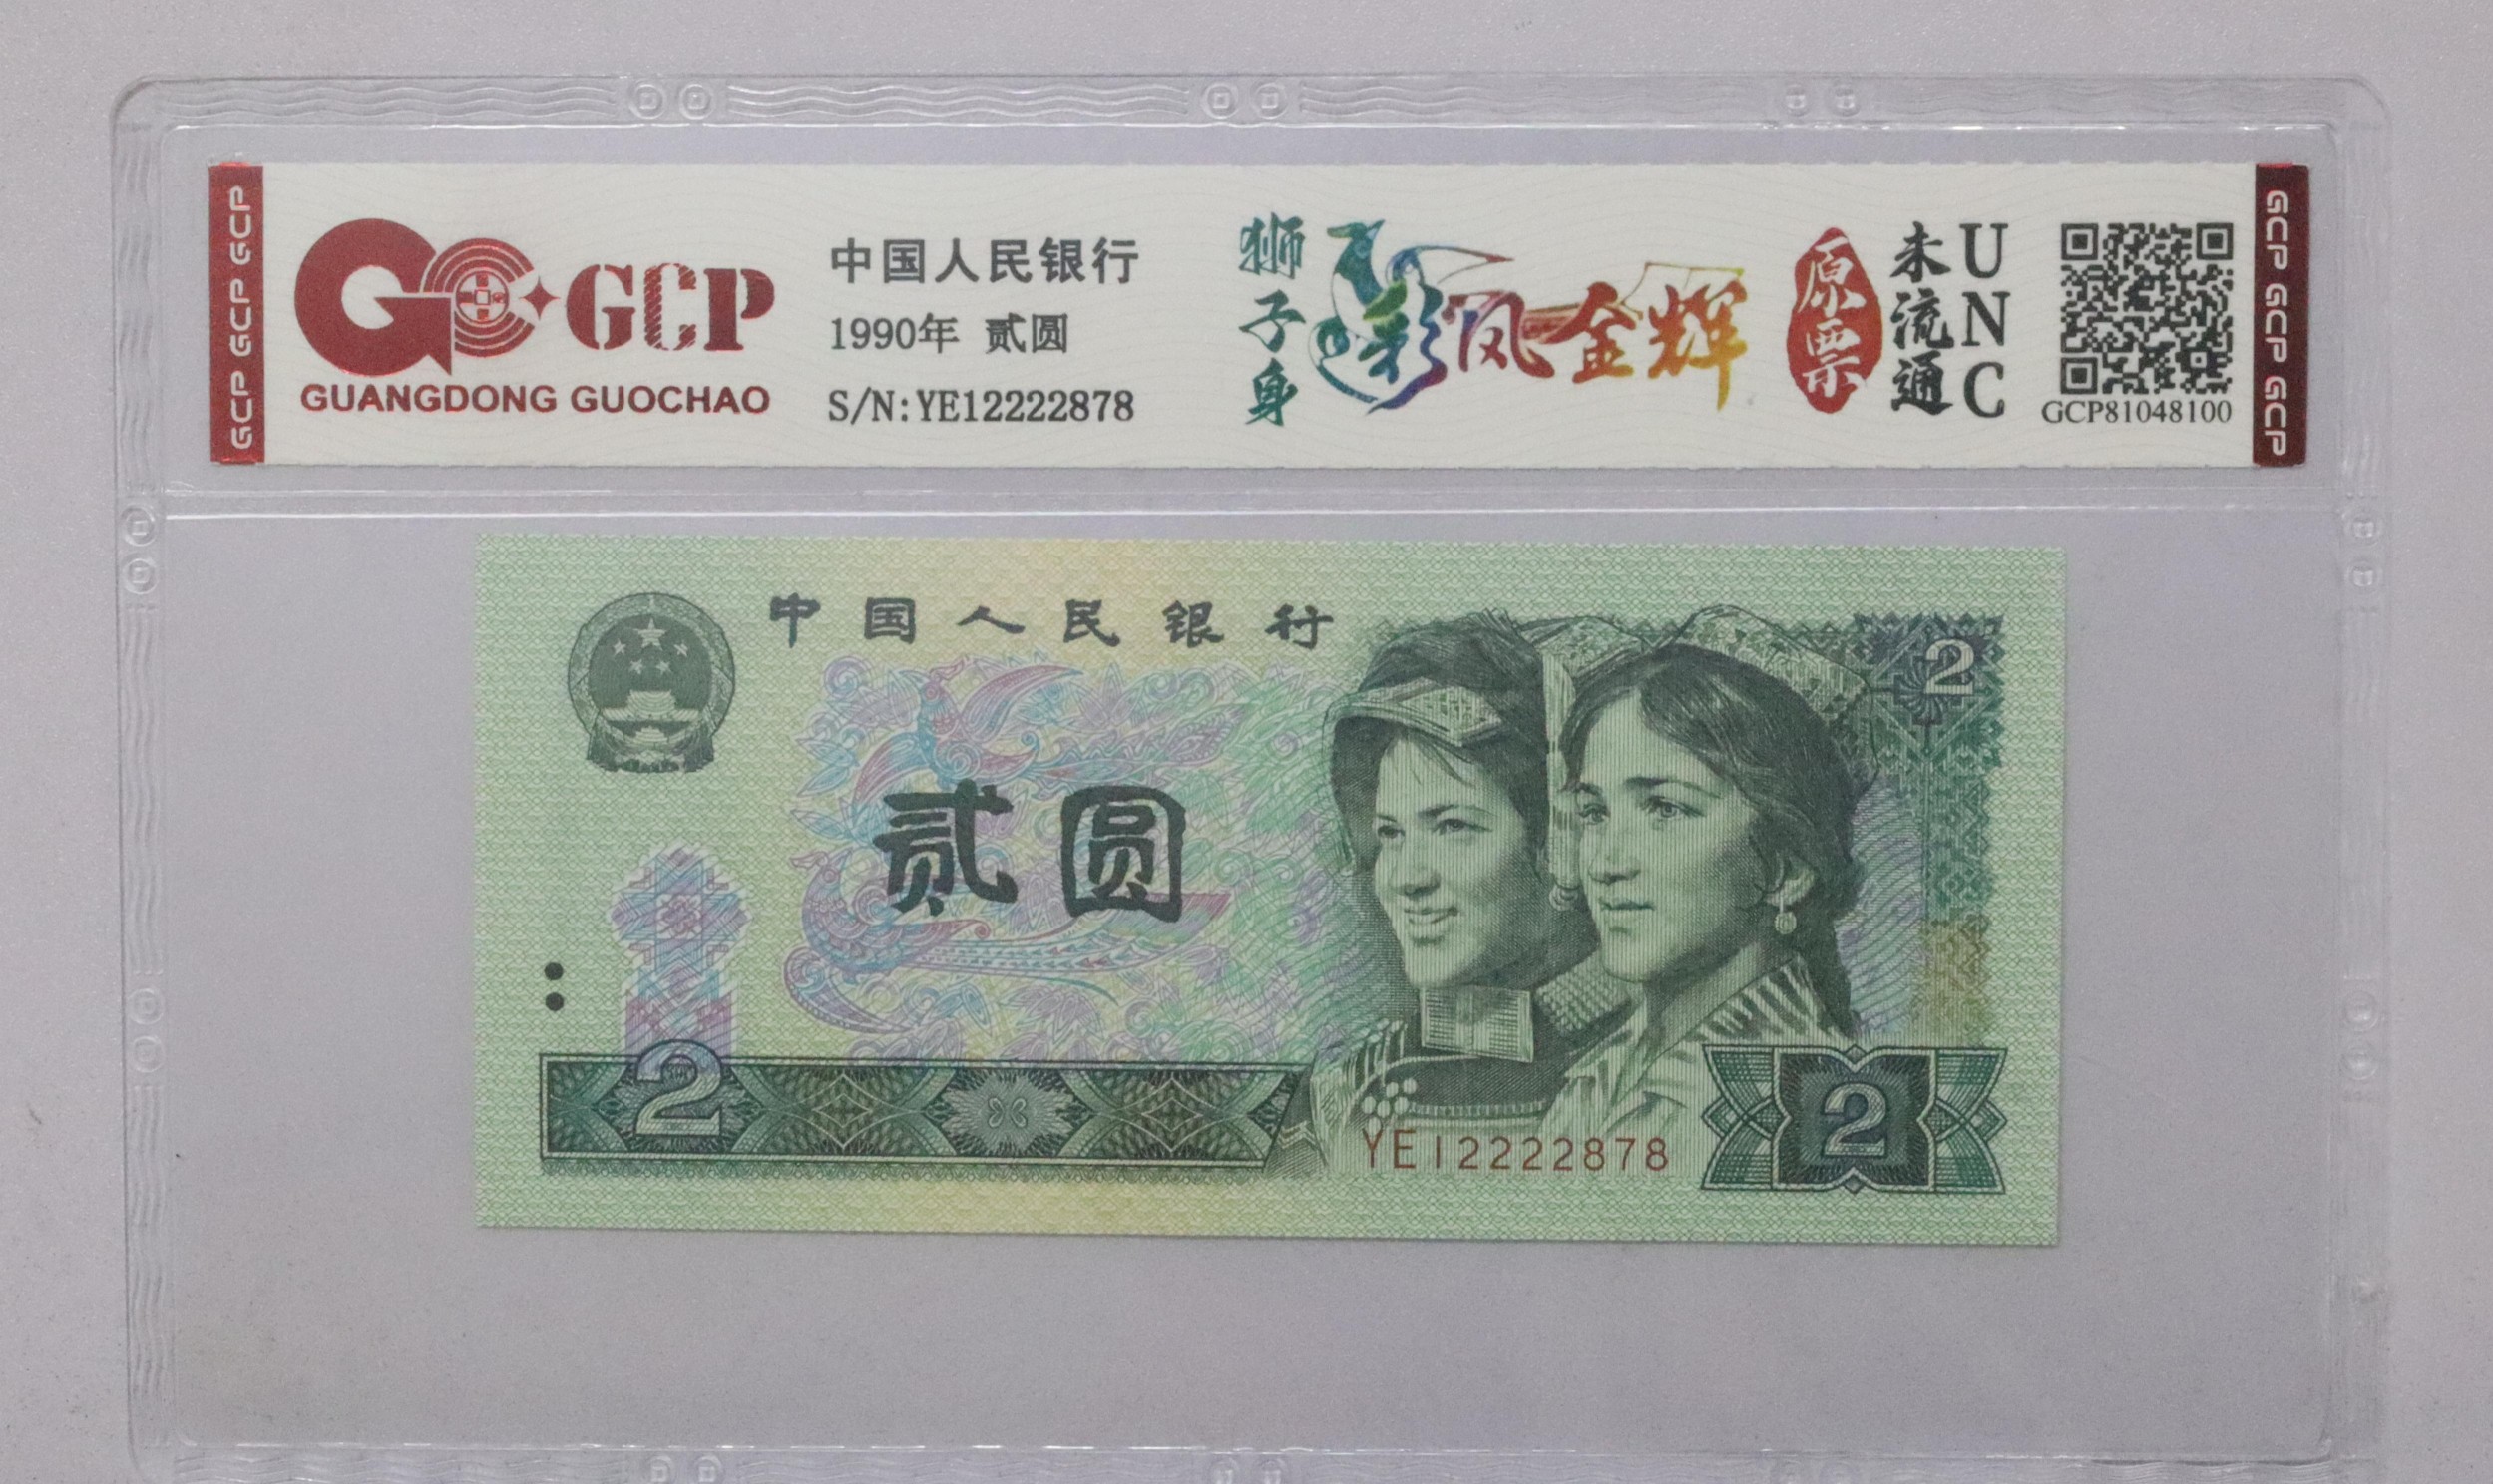 GCP GCP GCP
GCP
GUANGDONG GUOCHAO
中国人民银行
1990年 贰圆
S/N:YE12222878
狮子身
彩凤金辉
原票
未流通
UNC
GCP81048100
GCP GCP GCP
中国人民银行
2
贰圆
2
YE12222878
2